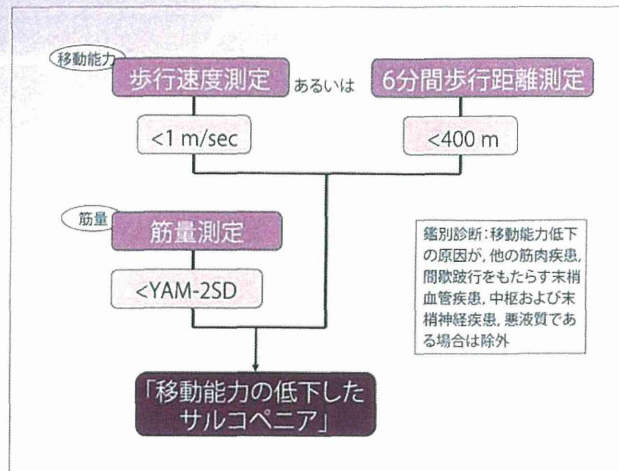 移動能力
歩行速度測定 あるいは 6分間歩行距離測定
<1 m/sec
<400 m
筋量
筋量測定
<YAM-2SD
鑑別診断:移動能力低下
の原因が,他の筋肉疾患,
間歇跛行をもたらす末梢
血管疾患,中枢および末
梢神経疾患,悪液質であ
る場合は除外
「移動能力の低下した
サルコペニア」